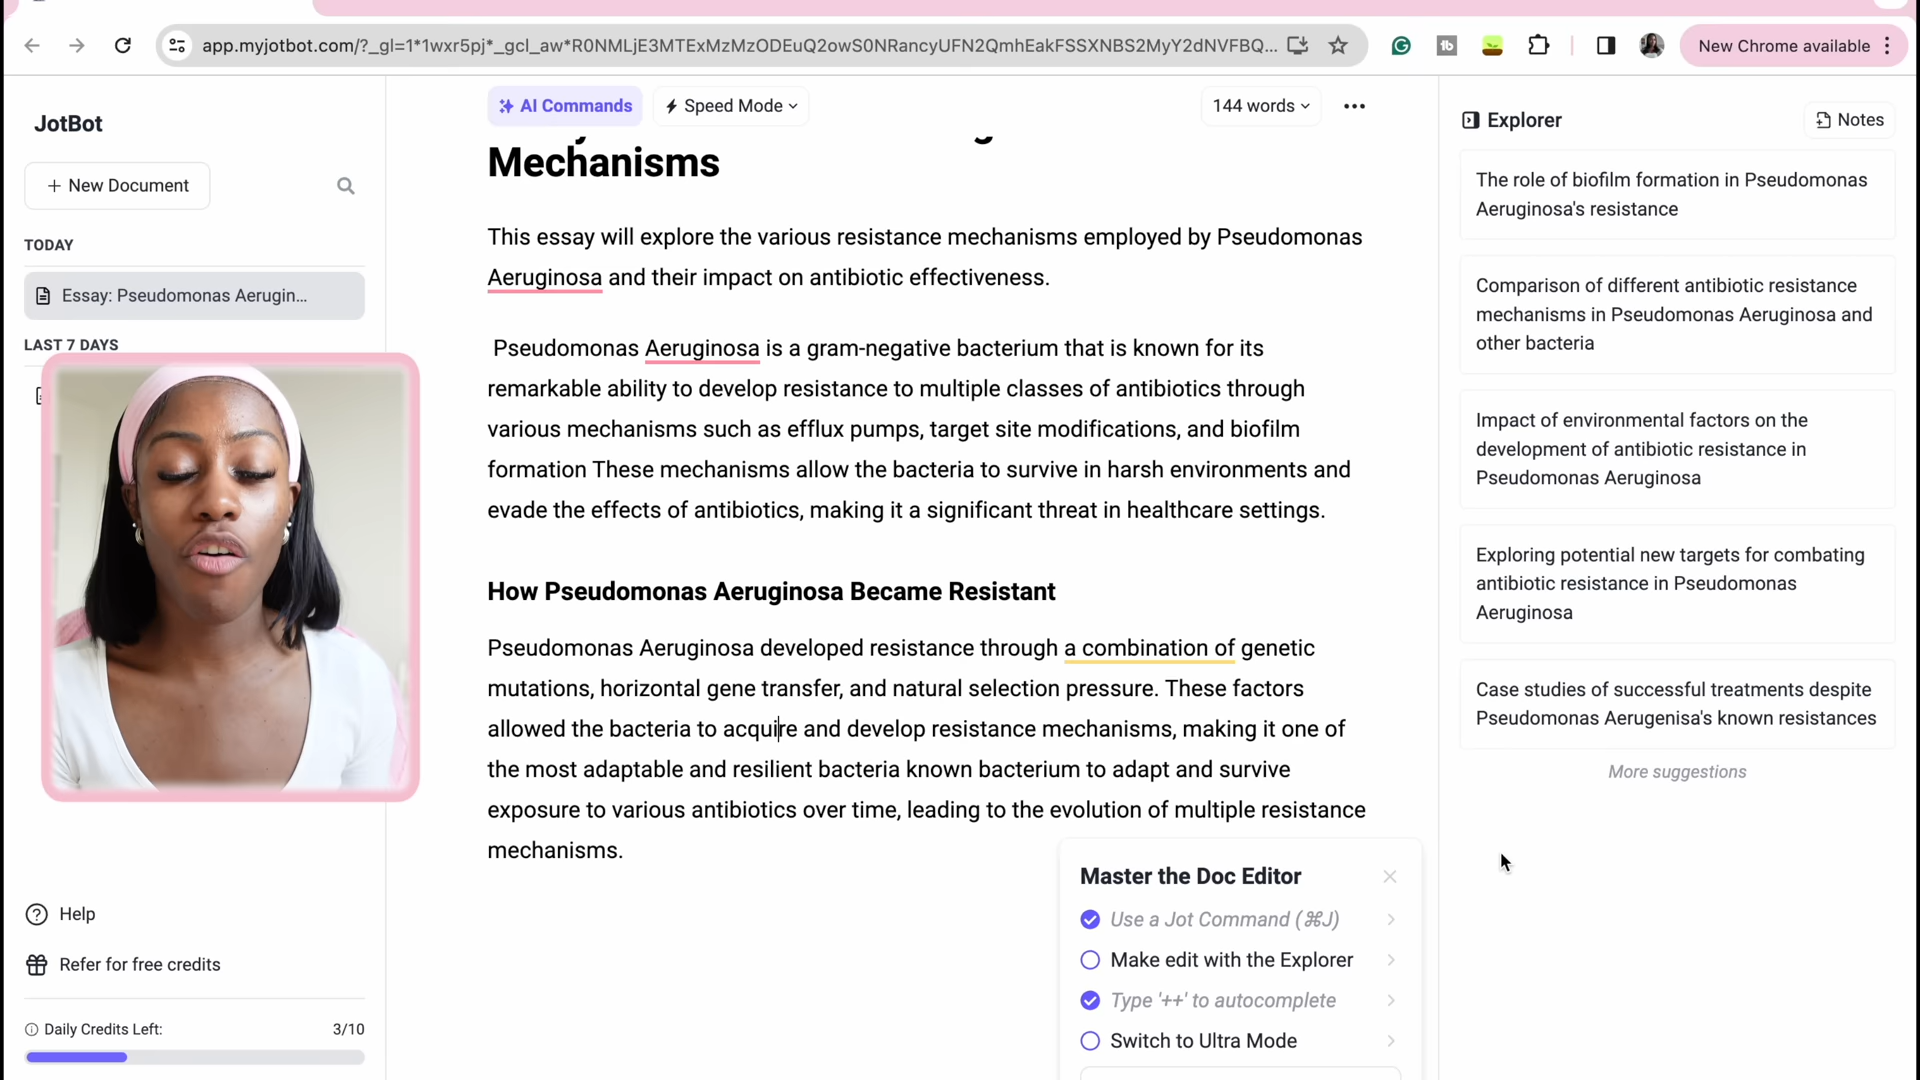 app.myjotbot.com/?_gl=1*1wxr5pj*_gcl_aw*R0NMLjE3MTExMzMzODEuQ2owS0NRancyUFN2QmhEakFSSXNBS2MyY2dNVFBQ...
New Chrome available
JotBot
+ New Document
TODAY
Essay: Pseudomonas Aerugin...
LAST 7 DAYS
Help
Refer for free credits
Daily Credits Left:
3/10
AI Commands
Speed Mode
144 words
Mechanisms
This essay will explore the various resistance mechanisms employed by Pseudomonas
Aeruginosa and their impact on antibiotic effectiveness.
Pseudomonas Aeruginosa is a gram-negative bacterium that is known for its
remarkable ability to develop resistance to multiple classes of antibiotics through
various mechanisms such as efflux pumps, target site modifications, and biofilm
formation These mechanisms allow the bacteria to survive in harsh environments and
evade the effects of antibiotics, making it a significant threat in healthcare settings.
How Pseudomonas Aeruginosa Became Resistant
Pseudomonas Aeruginosa developed resistance through a combination of genetic
mutations, horizontal gene transfer, and natural selection pressure. These factors
allowed the bacteria to acquire and develop resistance mechanisms, making it one of
the most adaptable and resilient bacteria known bacterium to adapt and survive
exposure to various antibiotics over time, leading to the evolution of multiple resistance
mechanisms.
Master the Doc Editor
Use a Jot Command (⌘J)
Make edit with the Explorer
Type '++' to autocomplete
Switch to Ultra Mode
Explorer
Notes
The role of biofilm formation in Pseudomonas
Aeruginosa's resistance
Comparison of different antibiotic resistance
mechanisms in Pseudomonas Aeruginosa and
other bacteria
Impact of environmental factors on the
development of antibiotic resistance in
Pseudomonas Aeruginosa
Exploring potential new targets for combating
antibiotic resistance in Pseudomonas
Aeruginosa
Case studies of successful treatments despite
Pseudomonas Aerugenisa's known resistances
More suggestions